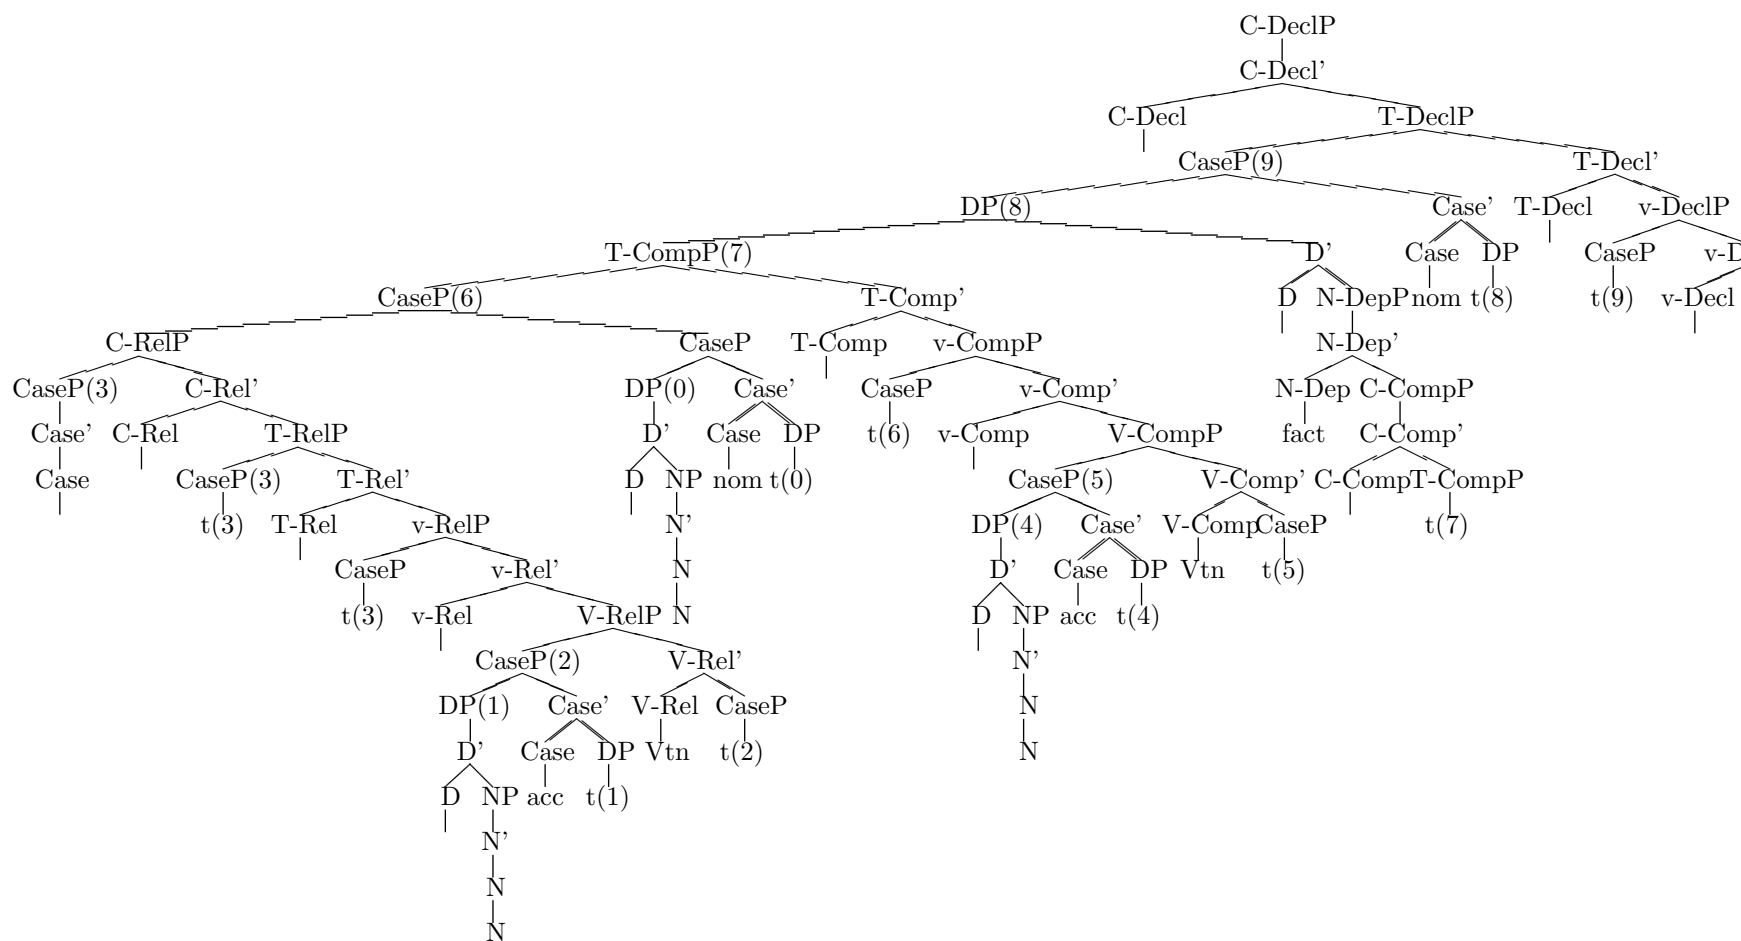 C-DeclP
C-Decl'
C-Decl T-DeclP
CaseP(9) T-Decl'
DP(8) Case' T-Decl v-DeclP
T-CompP(7) D' Case DP CaseP v-D
CaseP(6) T-Comp' D N-DepP nom t(8) t(9) v-Decl
C-RelP CaseP T-Comp v-CompP N-Dep'
CaseP(3) C-Rel' DP(0) Case' CaseP v-Comp' N-Dep C-CompP
Case' C-Rel T-RelP D' Case DP t(6) v-Comp V-CompP fact C-Comp'
Case CaseP(3) T-Rel' D NP nom t(0) CaseP(5) V-Comp' C-Comp T-CompP
t(3) T-Rel v-RelP N' DP(4) Case' V-Comp CaseP t(7)
CaseP v-Rel' N D' Case DP Vtn t(5)
t(3) v-Rel V-RelP N D NP acc t(4)
CaseP(2) V-Rel' N'
DP(1) Case' V-Rel CaseP N
D' Case DP Vtn t(2) N
D NP acc t(1)
N'
N
N